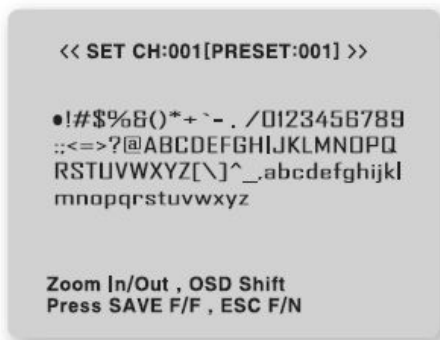 << SET CH:001[PRESET:001] >>
•!#$%&()*+`-. /0123456789
:;<=>?@ABCDEFGHIJKLMNOPQ
RSTUVWXYZ[\]^_.abcdefghijkl
mnopqrstuvwxyz
Zoom In/Out , OSD Shift
Press SAVE F/F , ESC F/N